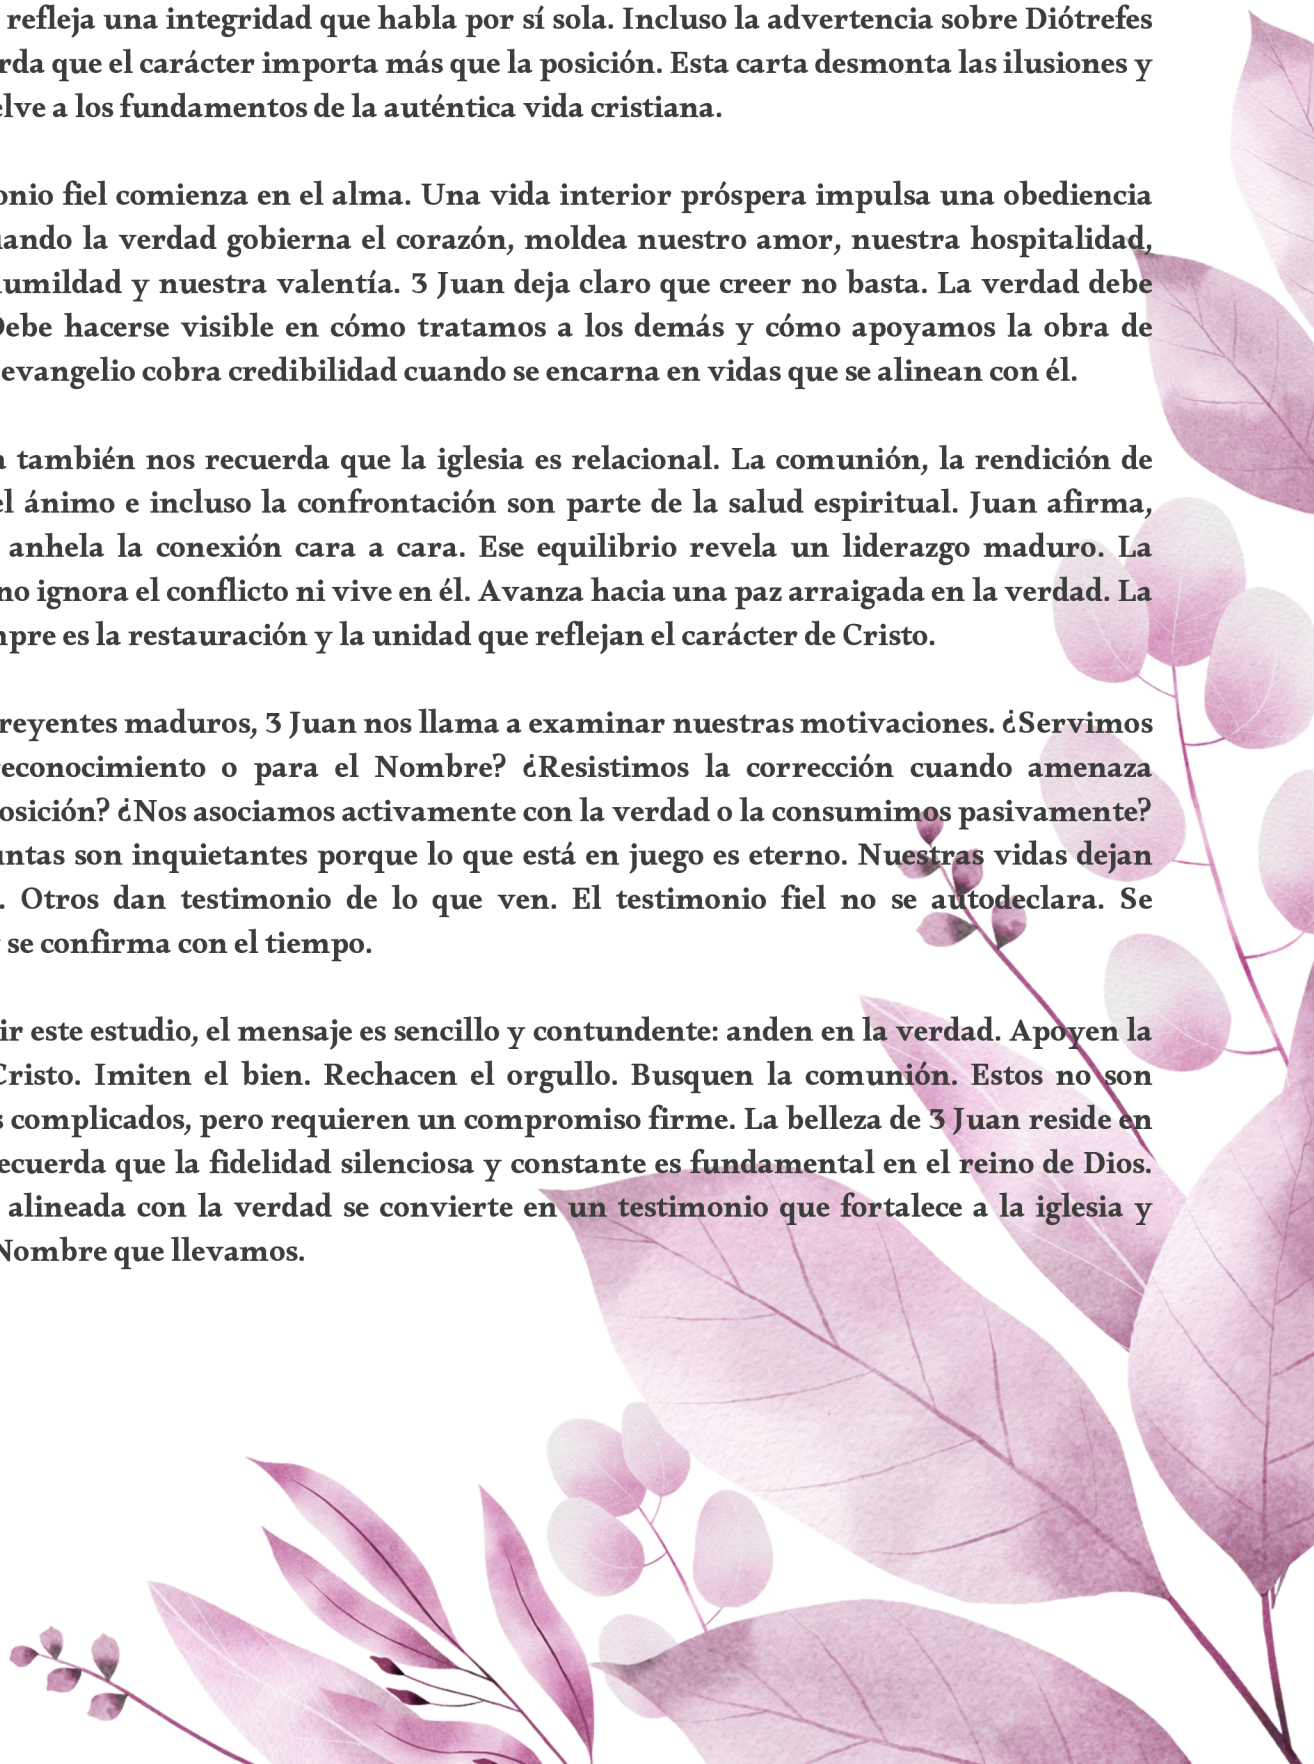 refleja una integridad que habla por sí sola. Incluso la advertencia sobre Diótrefes
que el carácter importa más que la posición. Esta carta desmonta las ilusiones y
a los fundamentos de la auténtica vida cristiana.
fiel comienza en el alma. Una vida interior próspera impulsa una obediencia
la verdad gobierna el corazón, moldea nuestro amor, nuestra hospitalidad,
y nuestra valentía. 3 Juan deja claro que creer no basta. La verdad debe
Debe hacerse visible en cómo tratamos a los demás y cómo apoyamos la obra de
evangelio cobra credibilidad cuando se encarna en vidas que se alinean con él.
también nos recuerda que la iglesia es relacional. La comunión, la rendición de
el ánimo e incluso la confrontación son parte de la salud espiritual. Juan afirma,
anhela la conexión cara a cara. Ese equilibrio revela un liderazgo maduro. La
no ignora el conflicto ni vive en él. Avanza hacia una paz arraigada en la verdad. La
es la restauración y la unidad que reflejan el carácter de Cristo.
maduros, 3 Juan nos llama a examinar nuestras motivaciones. ¿Servimos
reconocimiento o para el Nombre? ¿Resistimos la corrección cuando amenaza
¿Nos asociamos activamente con la verdad o la consumimos pasivamente?
son inquietantes porque lo que está en juego es eterno. Nuestras vidas dejan
Otros dan testimonio de lo que ven. El testimonio fiel no se autodeclara. Se
se confirma con el tiempo.
este estudio, el mensaje es sencillo y contundente: anden en la verdad. Apoyen la
Cristo. Imiten el bien. Rechacen el orgullo. Busquen la comunión. Estos no son
complicados, pero requieren un compromiso firme. La belleza de 3 Juan reside en
que la fidelidad silenciosa y constante es fundamental en el reino de Dios.
alineada con la verdad se convierte en un testimonio que fortalece a la iglesia y
Nombre que llevamos.